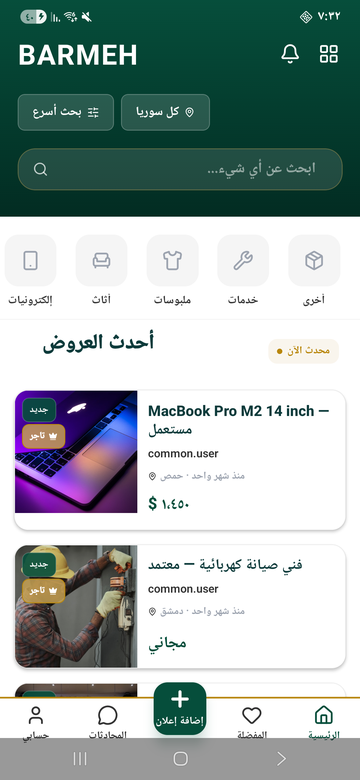 ٧:٣٢
٤٠
BARMEH
كل سوريا
بحث أسرع
ابحث عن أي شيء...
أخرى
خدمات
ملبوسات
أثاث
إلكترونيات
أحدث العروض
محدث الآن
جديد
تاجر
MacBook Pro M2 14 inch —
مستعمل
common.user
منذ شهر واحد · حمص
$ ١,٤٥٠
جديد
تاجر
فني صيانة كهربائية — معتمد
common.user
منذ شهر واحد · دمشق
مجاني
الرئيسية
المفضلة
إضافة إعلان
المحادثات
حسابي